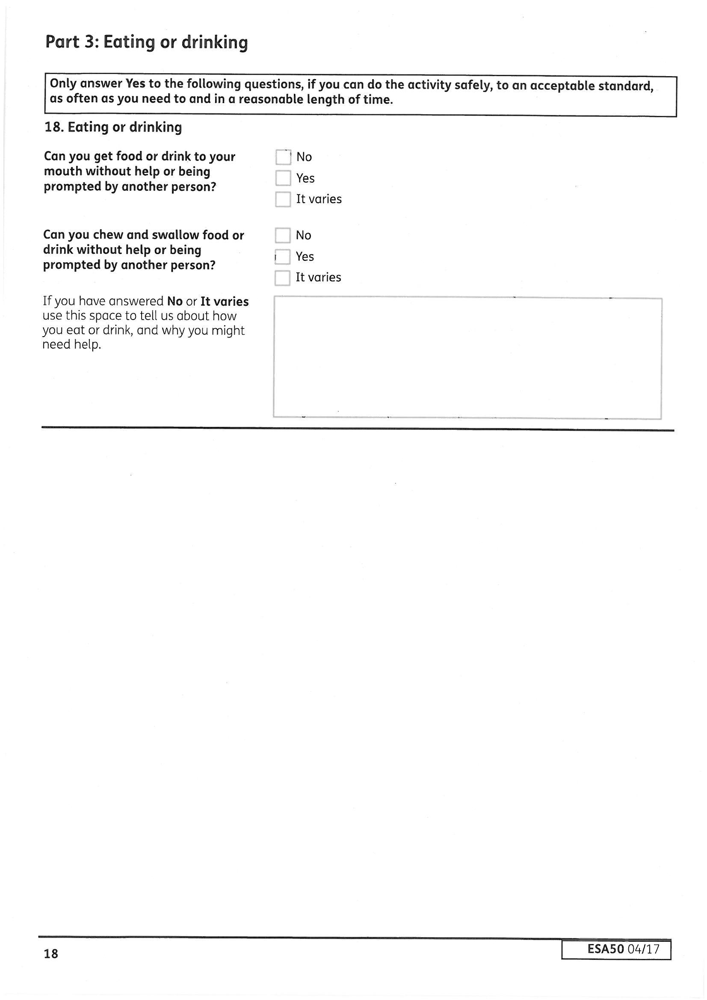 Part 3: Eating or drinking
Only answer Yes to the following questions, if you can do the activity safely, to an acceptable standard,
as often as you need to and in a reasonable length of time.
18. Eating or drinking
Can you get food or drink to your
mouth without help or being
prompted by another person?
No
Yes
It varies
Can you chew and swallow food or
drink without help or being
prompted by another person?
No
Yes
It varies
If you have answered No or It varies
use this space to tell us about how
you eat or drink, and why you might
need help.
18
ESA50 04/17